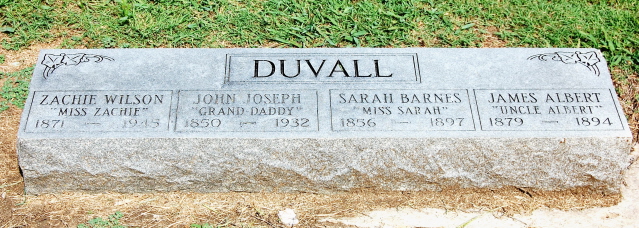 DUVALL
ZACHIE WILSON
"MISS ZACHIE"
1871 — 1945
JOHN JOSEPH
"GRAND-DADDY"
1850 — 1932
SARAH BARNES
"MISS SARAH"
1856 — 1897
JAMES ALBERT
"UNCLE ALBERT"
1879 — 1894